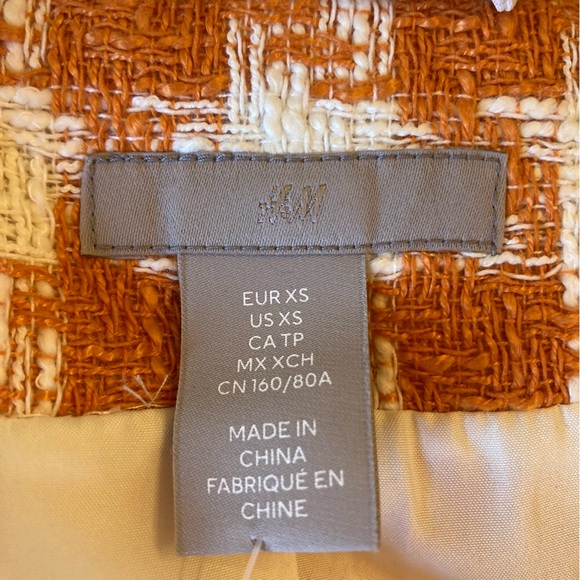 H&M
EUR XS
US XS
CA TP
MX XCH
CN 160/80A
MADE IN
CHINA
FABRIQUÉ EN
CHINE